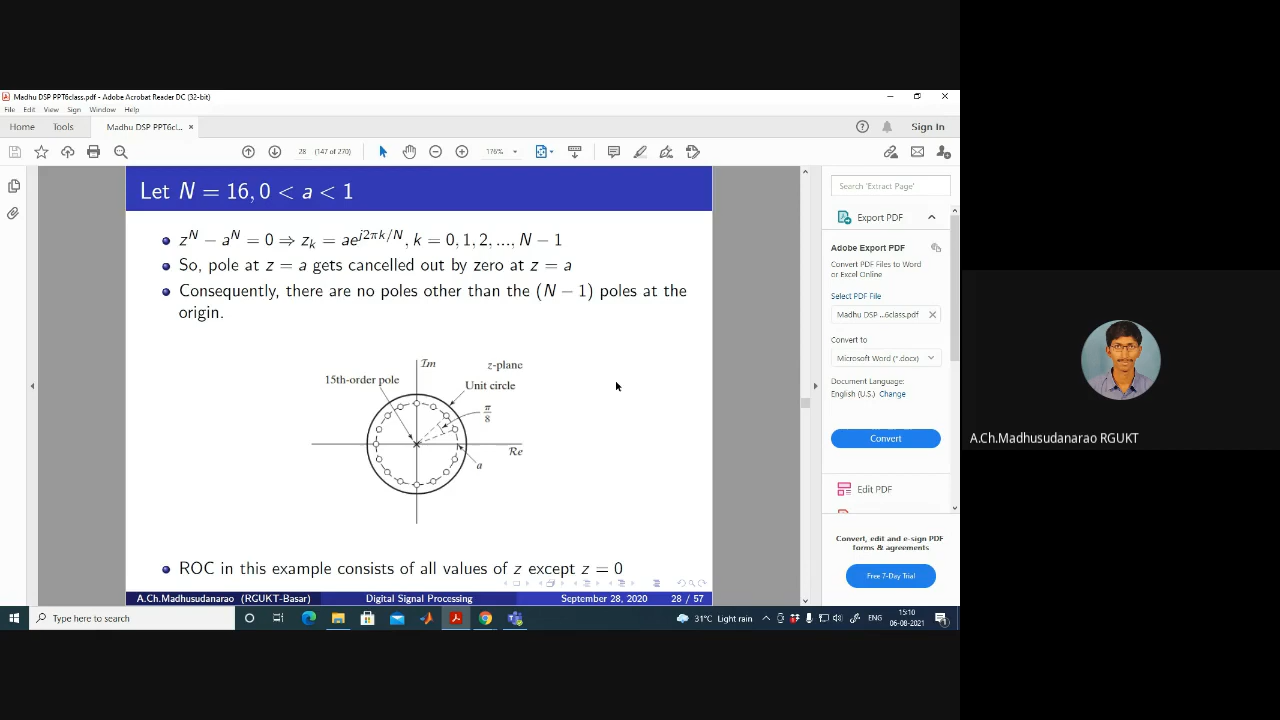 Madhu DSP PPT6class.pdf - Adobe Acrobat Reader DC (32-bit)
File Edit View Sign Window Help
Home Tools Madhu DSP PPT6cl... × Sign In
28 (147 of 270) 176%
Let N = 16, 0 < a < 1
z^N − a^N = 0 ⇒ z_k = ae^{j2πk/N}, k = 0, 1, 2, ..., N − 1
So, pole at z = a gets cancelled out by zero at z = a
Consequently, there are no poles other than the (N − 1) poles at the
origin.
Im z-plane
15th-order pole Unit circle
π/8
Re
a
ROC in this example consists of all values of z except z = 0
A.Ch.Madhusudanarao (RGUKT-Basar) Digital Signal Processing September 28, 2020 28 / 57
Search 'Extract Page'
Export PDF
Adobe Export PDF
Convert PDF Files to Word
or Excel Online
Select PDF File
Madhu DSP ...6class.pdf
Convert to
Microsoft Word (*.docx)
Document Language:
English (U.S.) Change
Convert
Edit PDF
Convert, edit and e-sign PDF
forms & agreements
Free 7-Day Trial
Type here to search
31°C Light rain ENG 15:10
06-08-2021
A.Ch.Madhusudanarao RGUKT